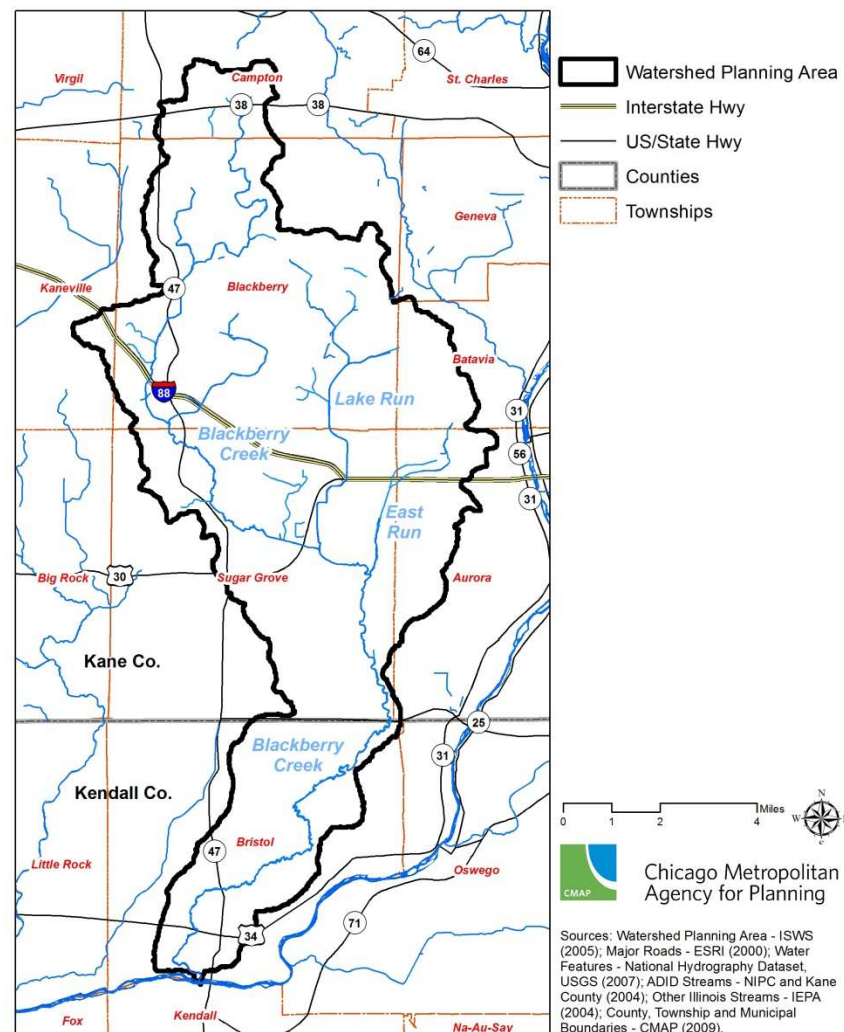 64
Virgil
Campton
St. Charles
38
38
Geneva
Kaneville
47
Blackberry
Batavia
88
Lake Run
31
Blackberry
Creek
56
31
East
Run
Big Rock
30
Sugar Grove
Aurora
Kane Co.
25
Blackberry
Creek
31
Kendall Co.
47
Bristol
Little Rock
Oswego
71
34
Fox
Kendall
Na-Au-Say
Watershed Planning Area
Interstate Hwy
US/State Hwy
Counties
Townships
Miles
0 1 2 4
N
W E
S
CMAP
Chicago Metropolitan
Agency for Planning
Sources: Watershed Planning Area - ISWS
(2005); Major Roads - ESRI (2000); Water
Features - National Hydrography Dataset,
USGS (2007); ADID Streams - NIPC and Kane
County (2004); Other Illinois Streams - IEPA
(2004); County, Township and Municipal
Boundaries - CMAP (2009).